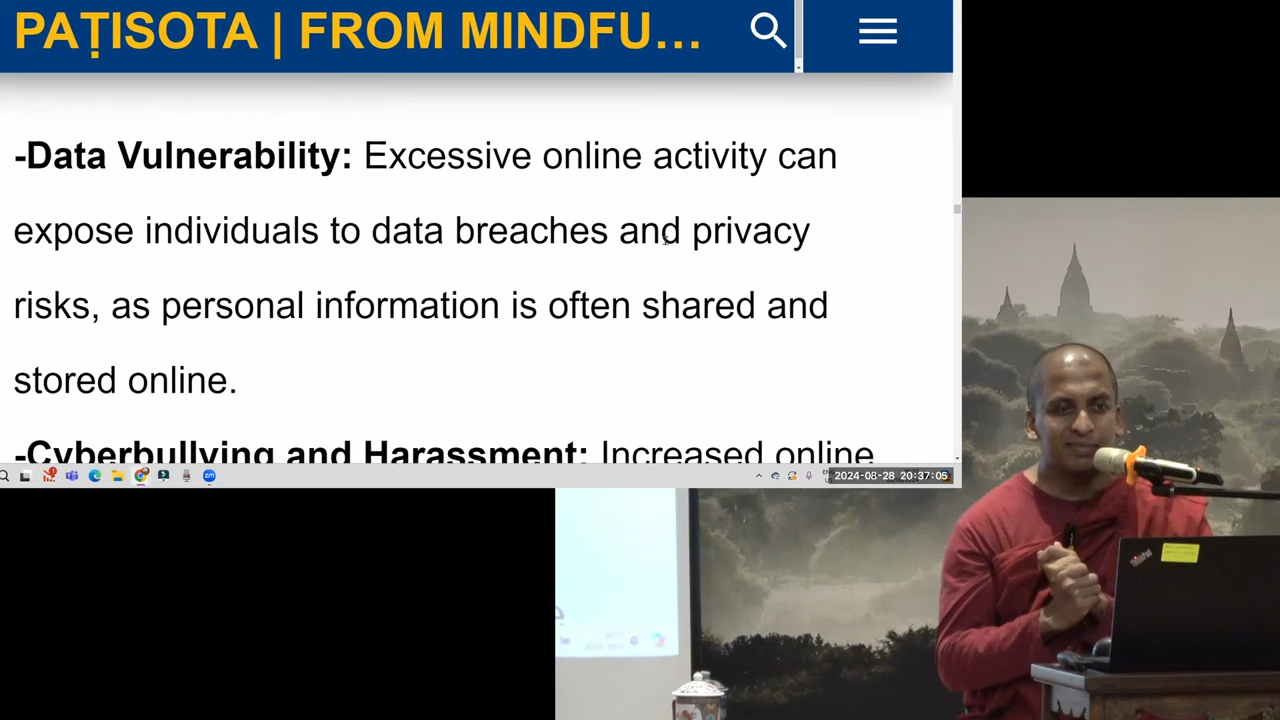 PAṬISOTA | FROM MINDFU...
-Data Vulnerability: Excessive online activity can
expose individuals to data breaches and privacy
risks, as personal information is often shared and
stored online.
-Cyberbullying and Harassment: Increased online
2024-08-28 20:37:05
ThinkPad